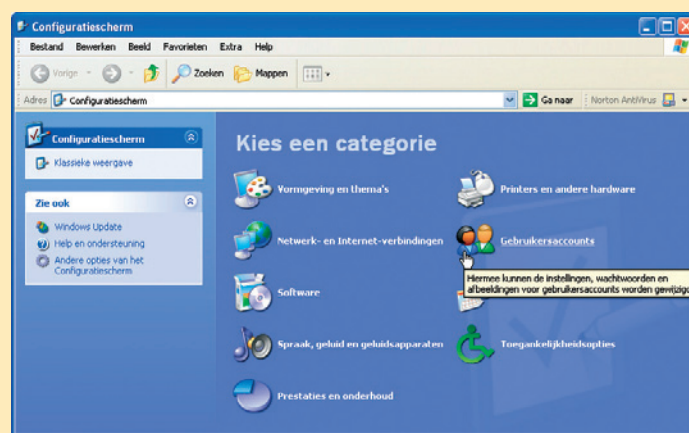 Configuratiescherm
Bestand Bewerken Beeld Favorieten Extra Help
Vorige Zoeken Mappen
Adres Configuratiescherm Ga naar Norton AntiVirus
Configuratiescherm
Klassieke weergave
Zie ook
Windows Update
Help en ondersteuning
Andere opties van het
Configuratiescherm
Kies een categorie
Vormgeving en thema's
Printers en andere hardware
Netwerk- en Internet-verbindingen
Gebruikersaccounts
Hiermee kunnen de instellingen, wachtwoorden en
afbeeldingen voor gebruikersaccounts worden gewijzigd
Software
Spraak, geluid en geluidsapparaten
Toegankelijkheidsopties
Prestaties en onderhoud